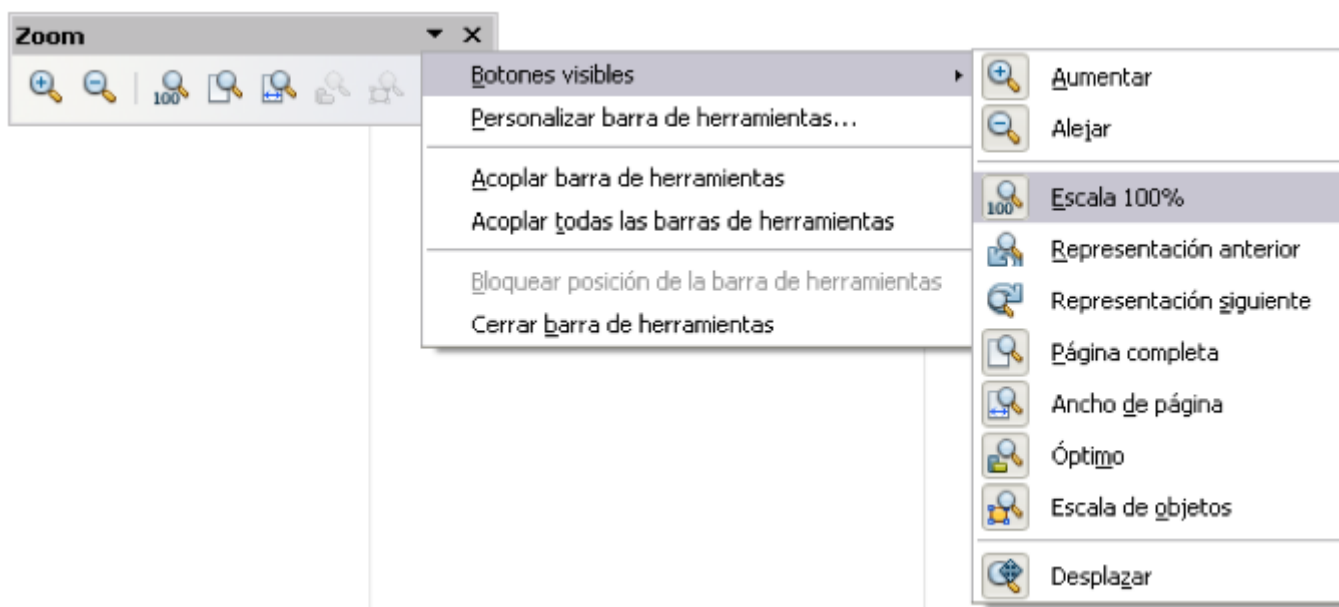 Zoom
100
Botones visibles
Personalizar barra de herramientas...
Acoplar barra de herramientas
Acoplar todas las barras de herramientas
Bloquear posición de la barra de herramientas
Cerrar barra de herramientas
Aumentar
Alejar
100
Escala 100%
Representación anterior
Representación siguiente
Página completa
Ancho de página
Óptimo
Escala de objetos
Desplazar